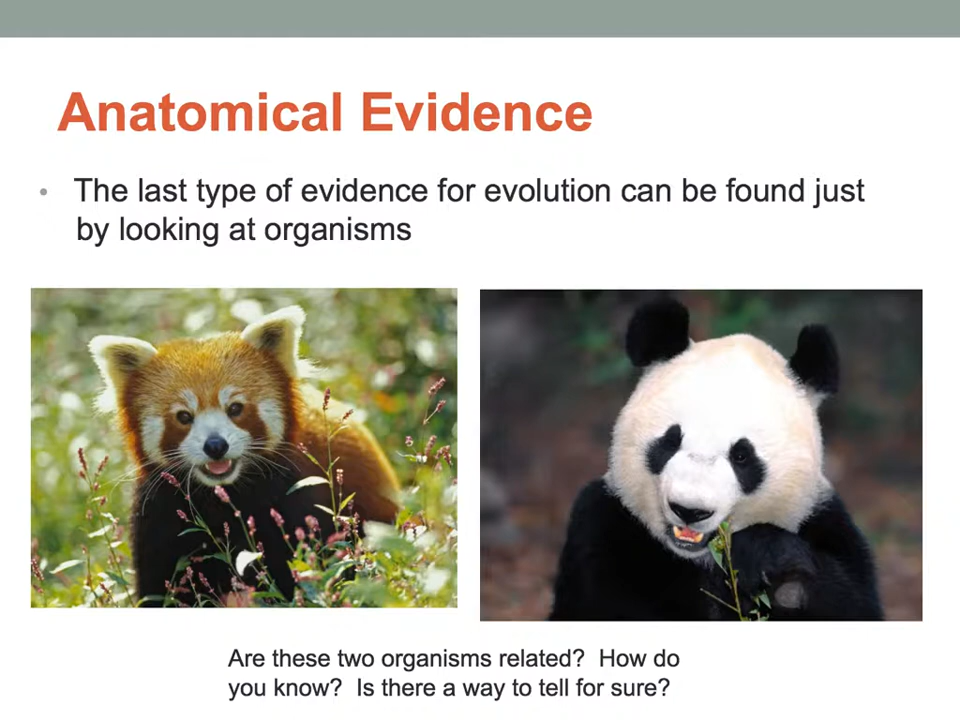 Anatomical Evidence
• The last type of evidence for evolution can be found just
by looking at organisms
Are these two organisms related?  How do
you know?  Is there a way to tell for sure?